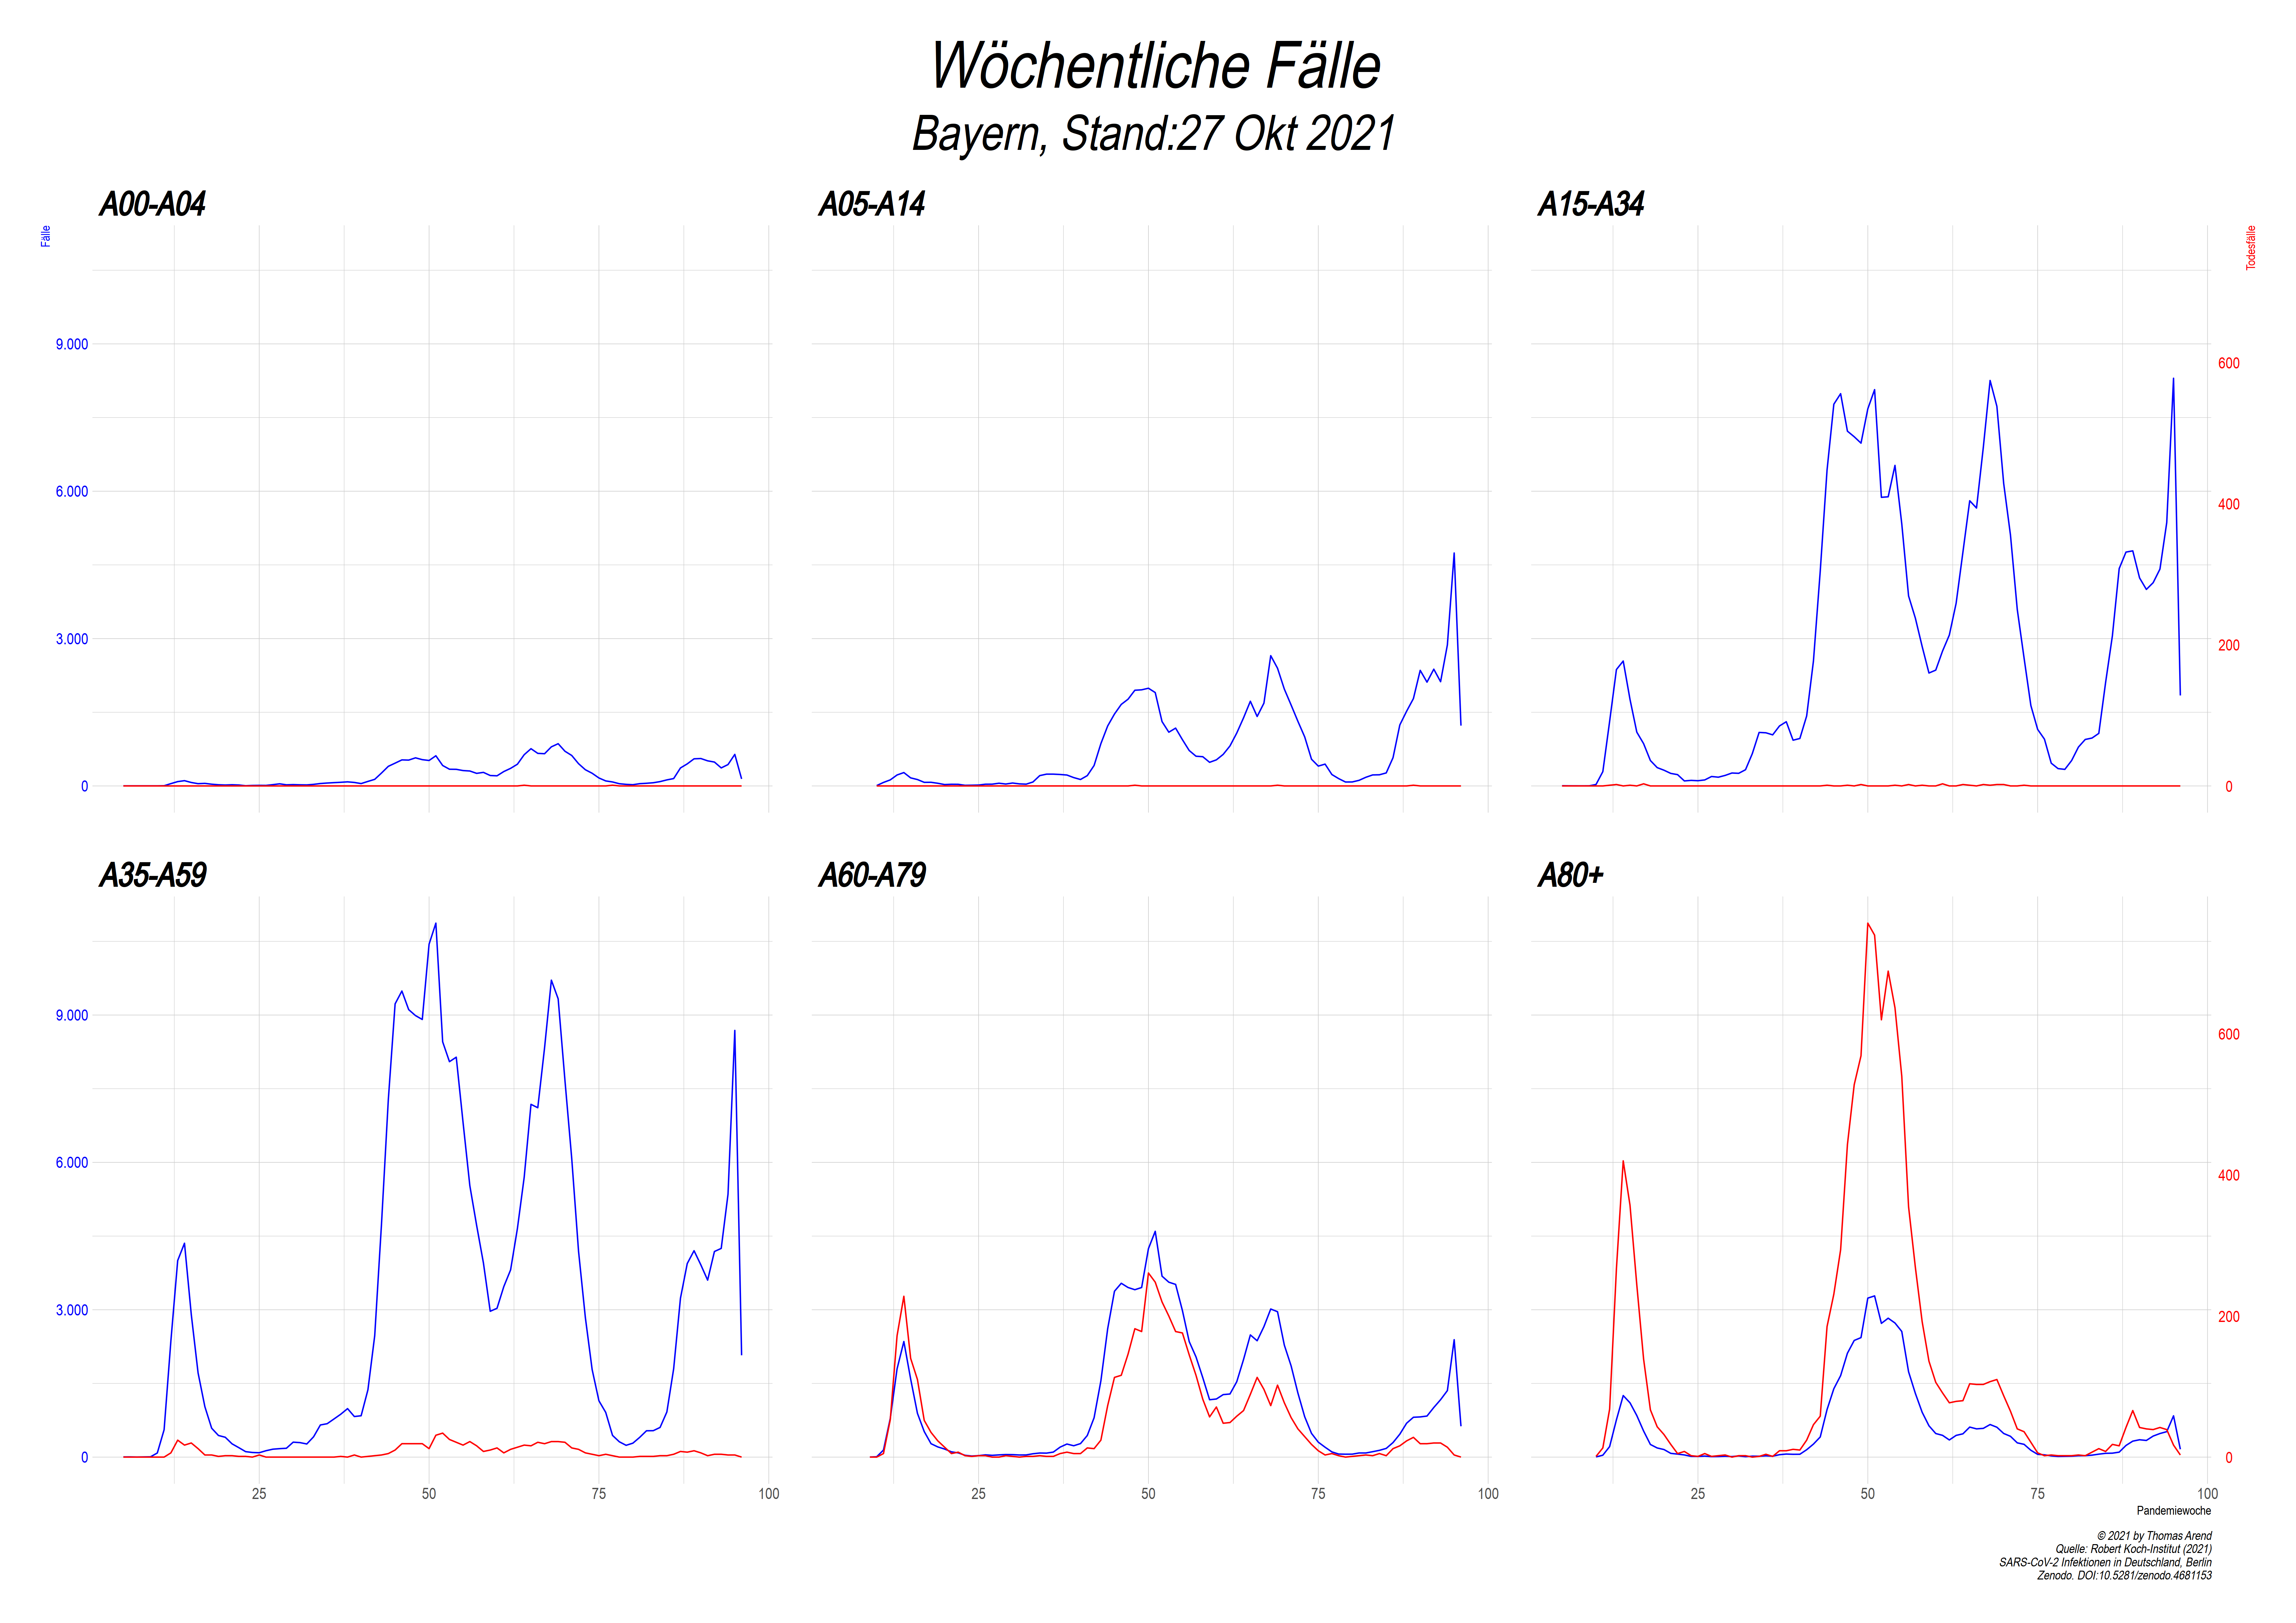 Wöchentliche Fälle
Bayern, Stand:27 Okt 2021
A00-A04
A05-A14
A15-A34
Fälle
Todesfälle
9.000
6.000
3.000
0
600
400
200
0
A35-A59
A60-A79
A80+
9.000
6.000
3.000
0
600
400
200
0
25
50
75
100
25
50
75
100
25
50
75
100
Pandemiewoche
© 2021 by Thomas Arend
Quelle: Robert Koch-Institut (2021)
SARS-CoV-2 Infektionen in Deutschland, Berlin
Zenodo. DOI:10.5281/zenodo.4681153